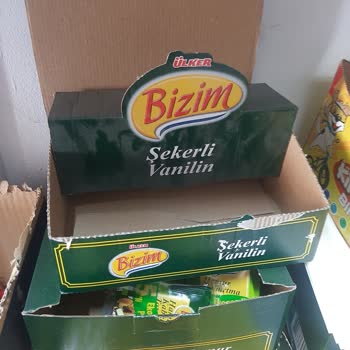 ÜLKER
Bizim
Şekerli
Vanilin
ÜLKER
Bizim
Şekerli
Vanilin